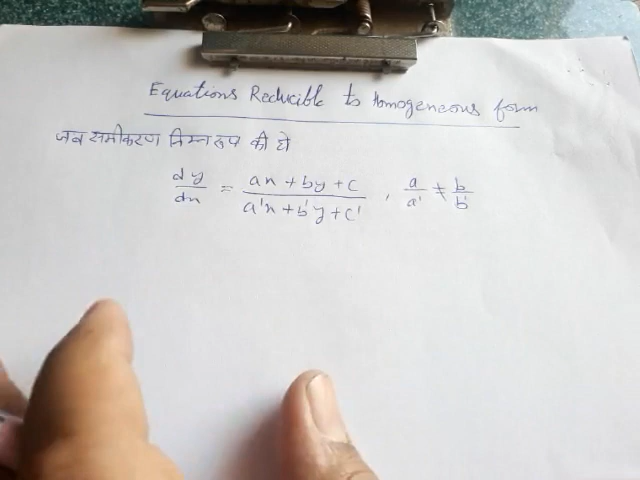 Equations Reducible to Homogeneous form
जब समीकरण निम्न रूप की हो
dy/dx = (ax + by + c)/(a'x + b'y + c') , a/a' ≠ b/b'